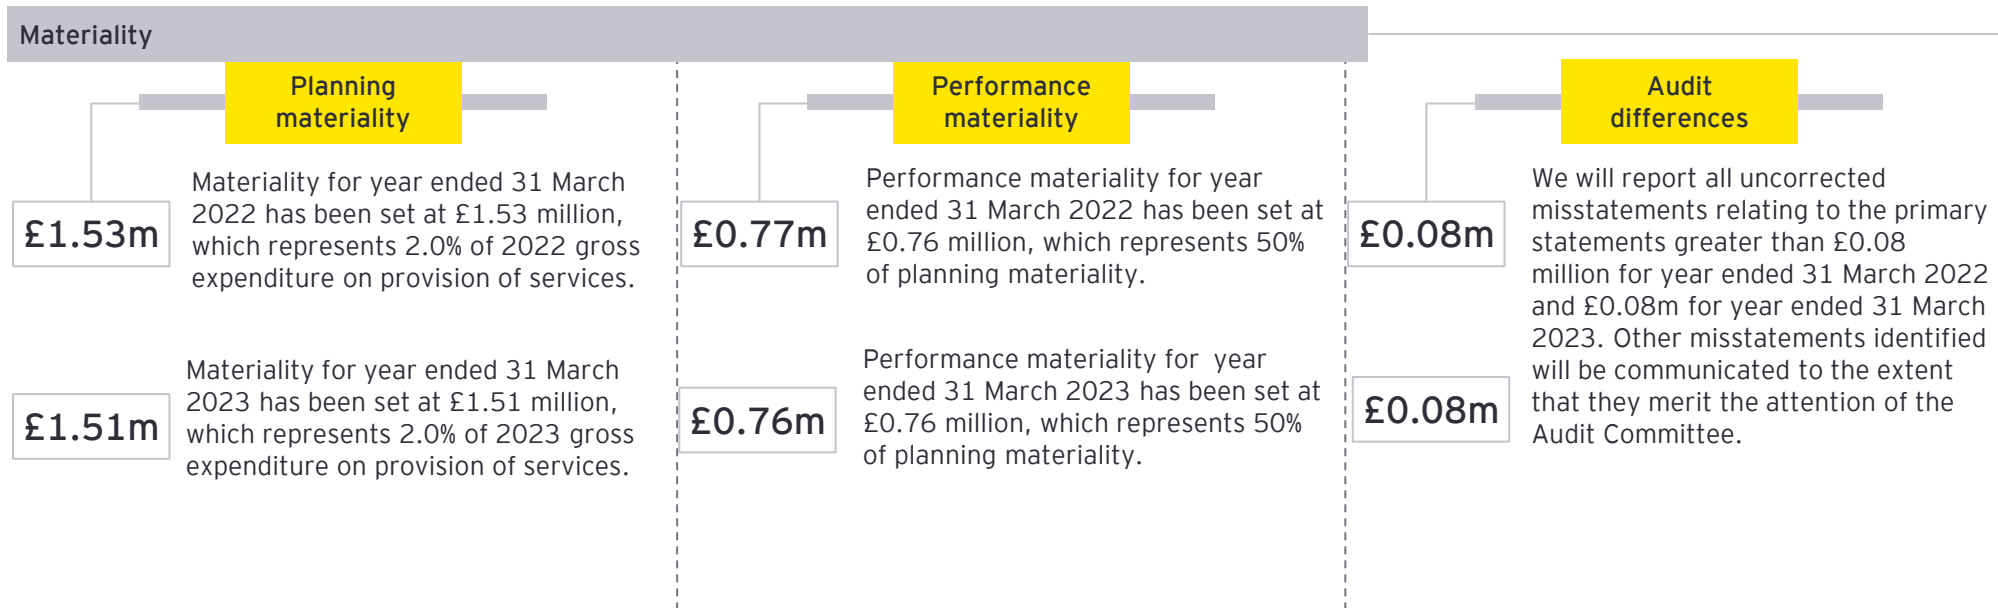 Materiality
Planning
materiality
£1.53m
Materiality for year ended 31 March
2022 has been set at £1.53 million,
which represents 2.0% of 2022 gross
expenditure on provision of services.
£1.51m
Materiality for year ended 31 March
2023 has been set at £1.51 million,
which represents 2.0% of 2023 gross
expenditure on provision of services.
Performance
materiality
£0.77m
Performance materiality for year
ended 31 March 2022 has been set at
£0.76 million, which represents 50%
of planning materiality.
£0.76m
Performance materiality for year
ended 31 March 2023 has been set at
£0.76 million, which represents 50%
of planning materiality.
Audit
differences
£0.08m
£0.08m
We will report all uncorrected
misstatements relating to the primary
statements greater than £0.08
million for year ended 31 March 2022
and £0.08m for year ended 31 March
2023. Other misstatements identified
will be communicated to the extent
that they merit the attention of the
Audit Committee.